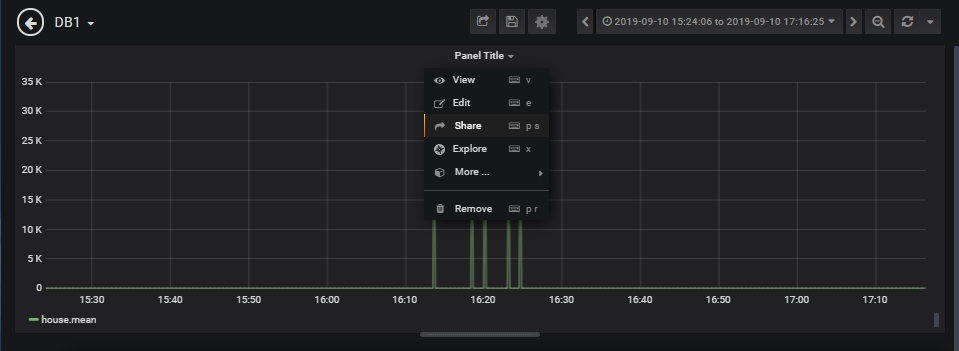 DB1
2019-09-10 15:24:06 to 2019-09-10 17:16:25
Panel Title
View v
Edit e
Share p s
Explore x
More ...
Remove p r
35 K
30 K
25 K
20 K
15 K
10 K
5 K
0
15:30 15:40 15:50 16:00 16:10 16:20 16:30 16:40 16:50 17:00 17:10
house.mean